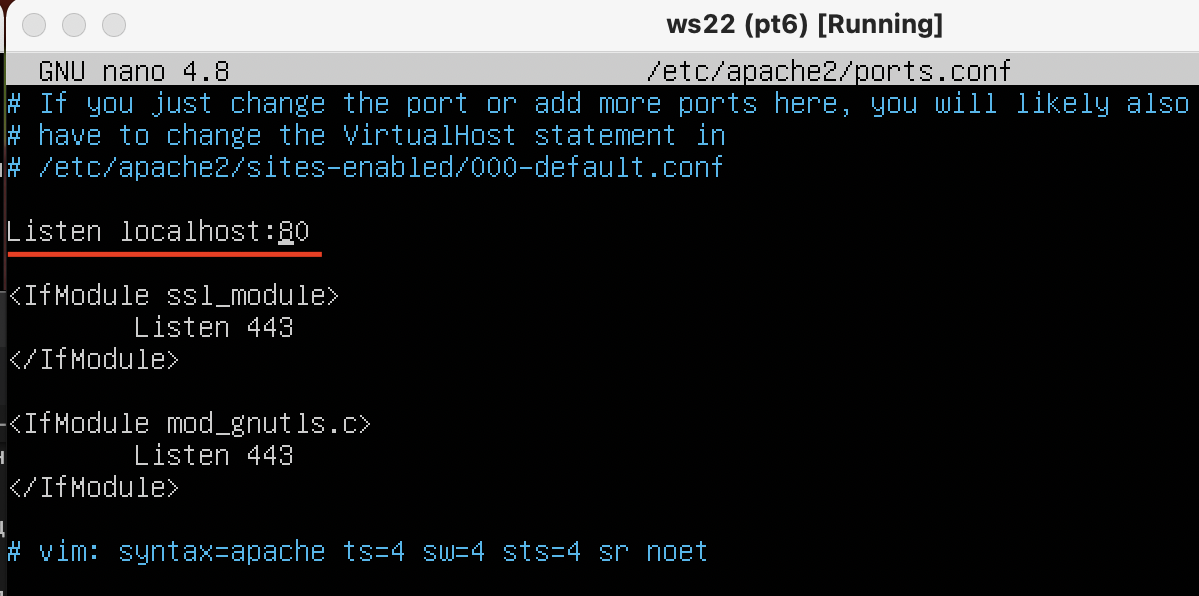 ws22 (pt6) [Running]
GNU nano 4.8 /etc/apache2/ports.conf
# If you just change the port or add more ports here, you will likely also
# have to change the VirtualHost statement in
# /etc/apache2/sites-enabled/000-default.conf
Listen localhost:80
<IfModule ssl_module>
        Listen 443
</IfModule>
<IfModule mod_gnutls.c>
        Listen 443
</IfModule>
# vim: syntax=apache ts=4 sw=4 sts=4 sr noet